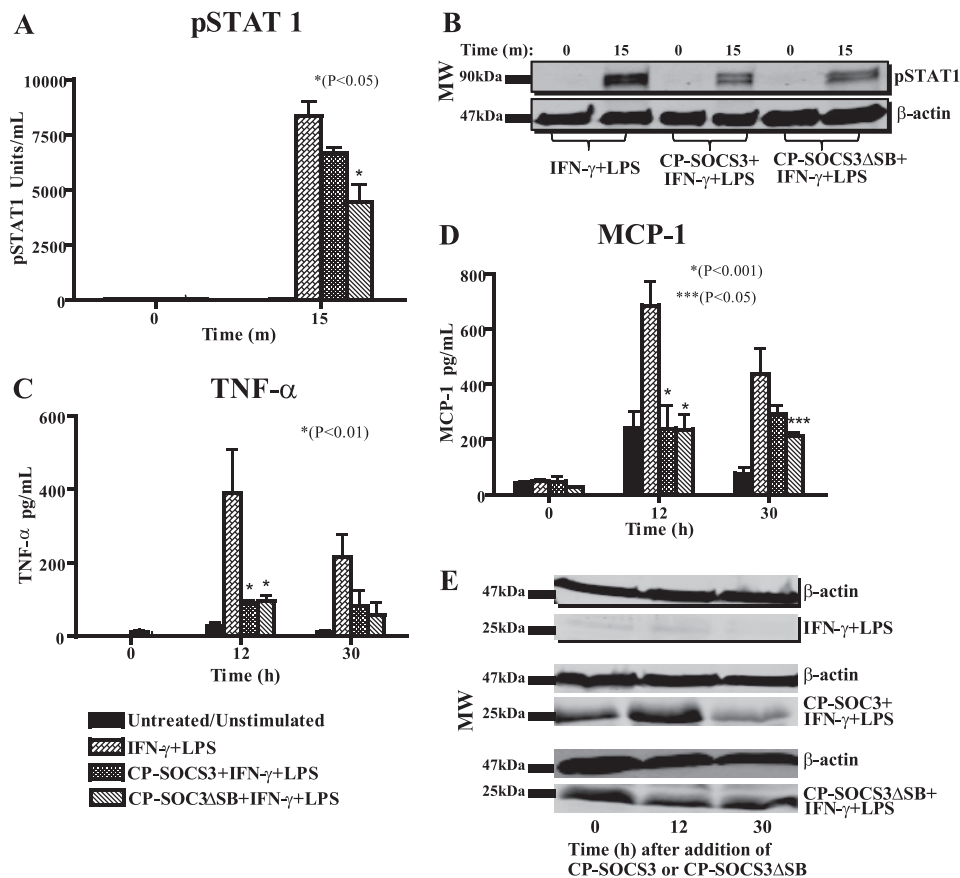 A
pSTAT 1
10000
7500
5000
2500
0
pSTAT1 Units/mL
*(P<0.05)
*
0
15
Time (m)
B
Time (m):
0
15
0
15
0
15
MW
90kDa
pSTAT1
47kDa
β-actin
IFN-γ+LPS
CP-SOCS3+
IFN-γ+LPS
CP-SOCS3ΔSB+
IFN-γ+LPS
C
TNF-α
600
400
200
0
TNF-α pg/mL
*(P<0.01)
*
*
0
12
30
Time (h)
Untreated/Unstimulated
IFN-γ+LPS
CP-SOCS3+IFN-γ+LPS
CP-SOC3ΔSB+IFN-γ+LPS
D
MCP-1
800
600
400
200
0
MCP-1 pg/mL
*(P<0.001)
***(P<0.05)
*
*
***
0
12
30
Time (h)
E
MW
47kDa
β-actin
25kDa
IFN-γ+LPS
47kDa
β-actin
25kDa
CP-SOC3+
IFN-γ+LPS
47kDa
β-actin
25kDa
CP-SOCS3ΔSB+
IFN-γ+LPS
0
12
30
Time (h) after addition of
CP-SOCS3 or CP-SOCS3ΔSB